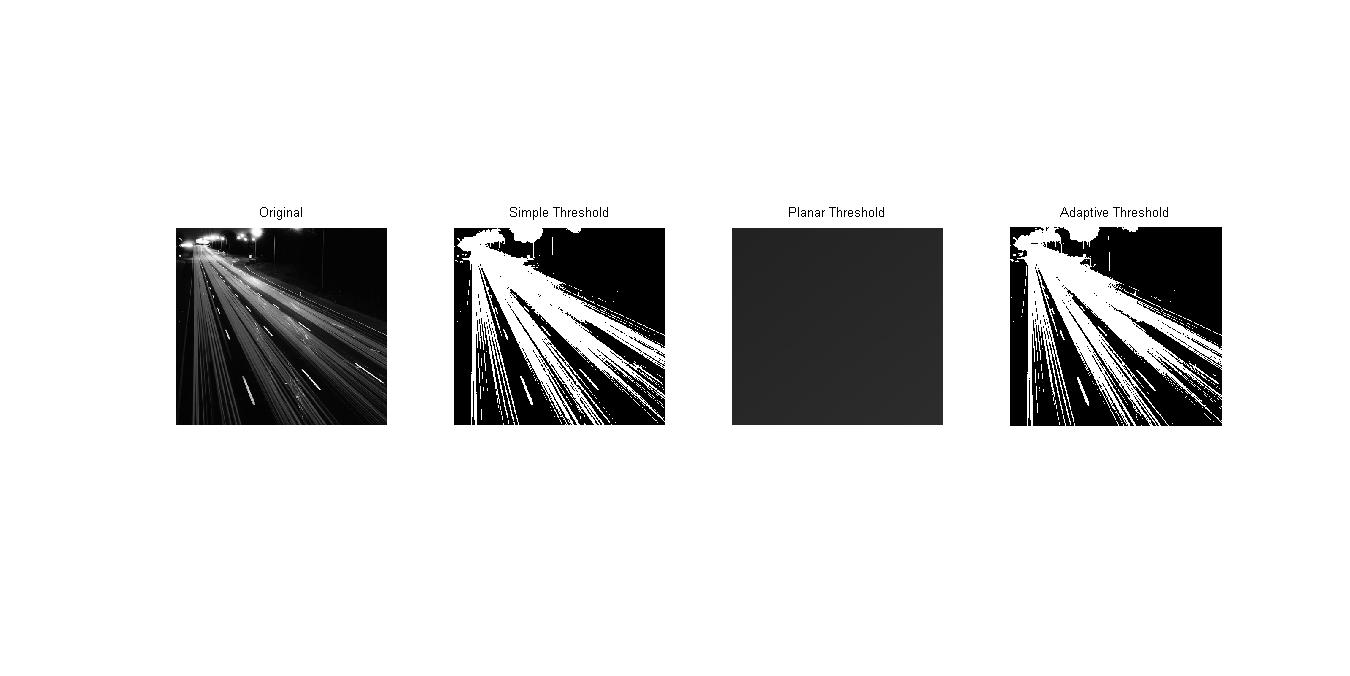 Original
Simple Threshold
Planar Threshold
Adaptive Threshold